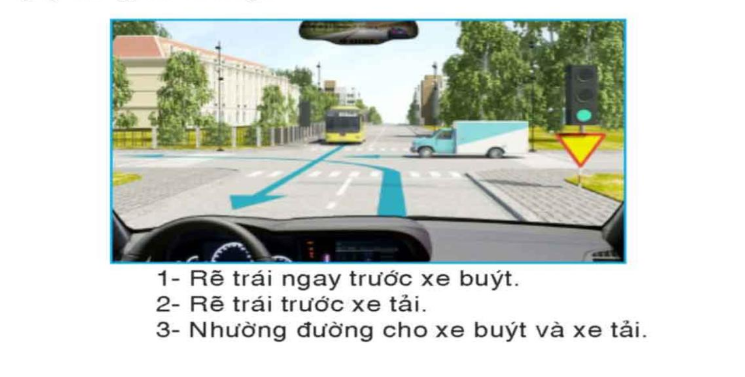 1- Rẽ trái ngay trước xe buýt.
2- Rẽ trái trước xe tải.
3- Nhường đường cho xe buýt và xe tải.